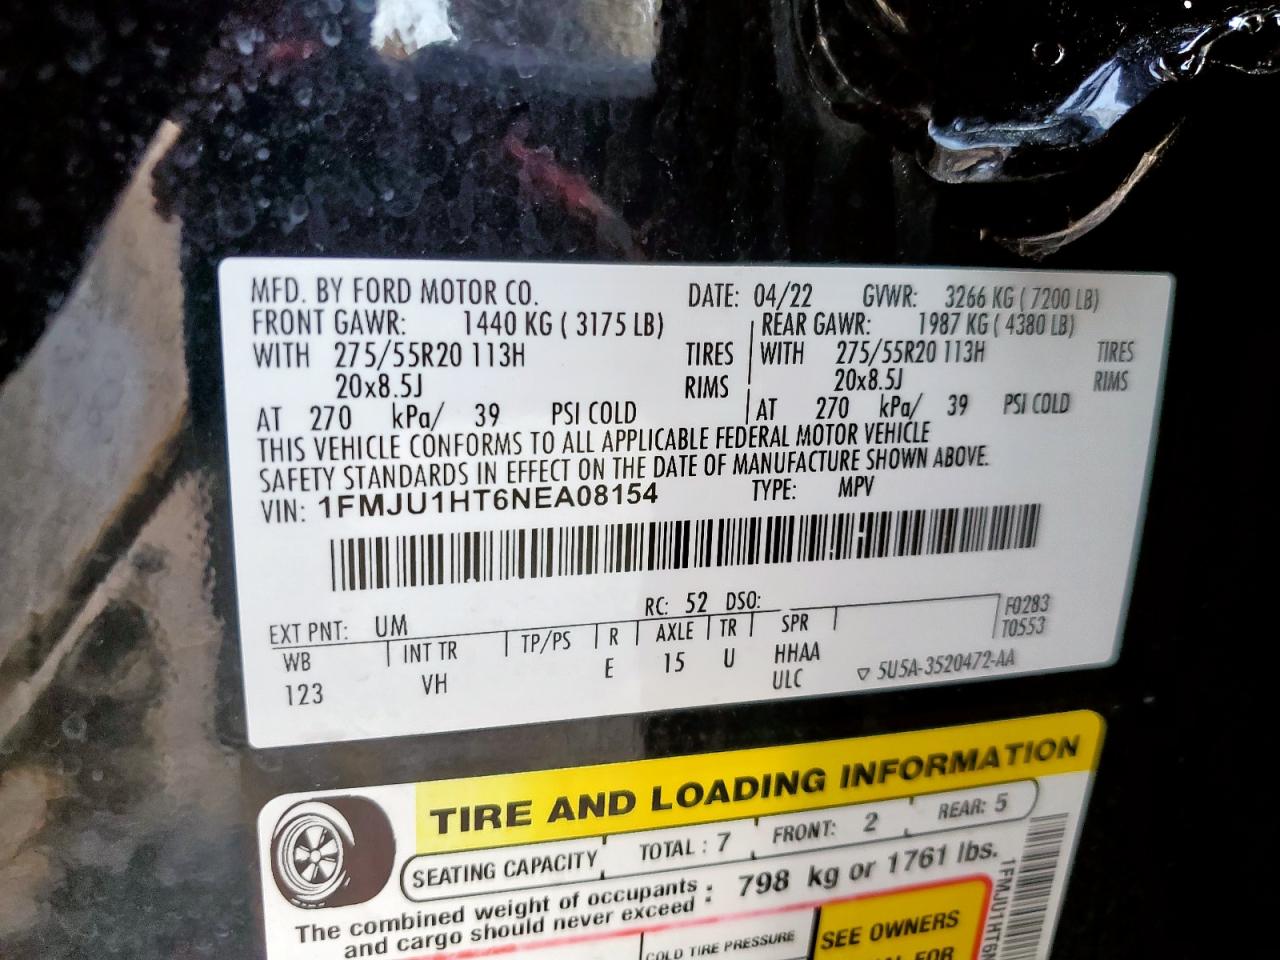 MFD. BY FORD MOTOR CO. DATE: 04/22 GVWR: 3266 KG ( 7200 LB)
FRONT GAWR: 1440 KG ( 3175 LB) REAR GAWR: 1987 KG ( 4380 LB)
WITH 275/55R20 113H TIRES WITH 275/55R20 113H TIRES
20x8.5J RIMS 20x8.5J RIMS
AT 270 kPa/ 39 PSI COLD AT 270 kPa/ 39 PSI COLD
THIS VEHICLE CONFORMS TO ALL APPLICABLE FEDERAL MOTOR VEHICLE
SAFETY STANDARDS IN EFFECT ON THE DATE OF MANUFACTURE SHOWN ABOVE.
VIN: 1FMJU1HT6NEA08154 TYPE: MPV
EXT PNT: UM RC: 52 DSO: F0283
T0553
WB INT TR TP/PS R AXLE TR SPR
123 VH E 15 U HHAA
ULC ▽ 5U5A-3520472-AA
TIRE AND LOADING INFORMATION
SEATING CAPACITY TOTAL : 7 FRONT: 2 REAR: 5
The combined weight of occupants : 798 kg or 1761 lbs.
and cargo should never exceed :
COLD TIRE PRESSURE
SEE OWNERS
FOR
1FMJU1HT6N